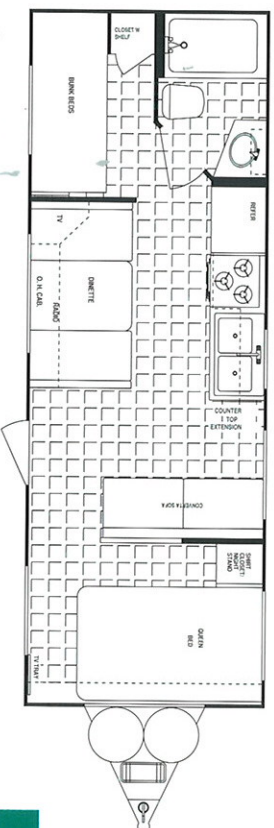 CLOSET W
SHELF
BUNK BEDS
REFER
TV
DINETTE
RADIO
O. H. CAB.
COUNTER
TOP
EXTENSION
CONVERTA SOFA
SHIRT
CLOSET/
NIGHT
STAND
QUEEN
BED
TV TRAY